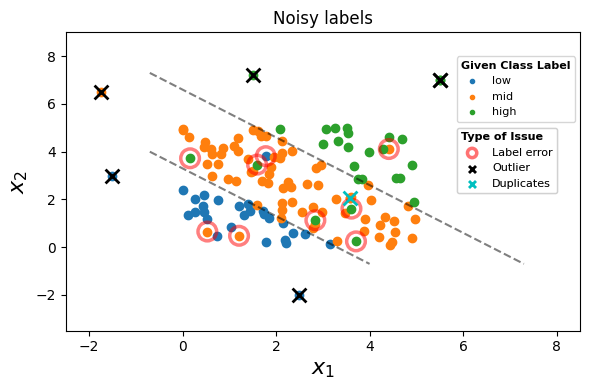 Noisy labels
8
6
4
2
0
−2
x₂
Given Class Label
low
mid
high
Type of Issue
Label error
Outlier
Duplicates
−2 0 2 4 6 8
x₁